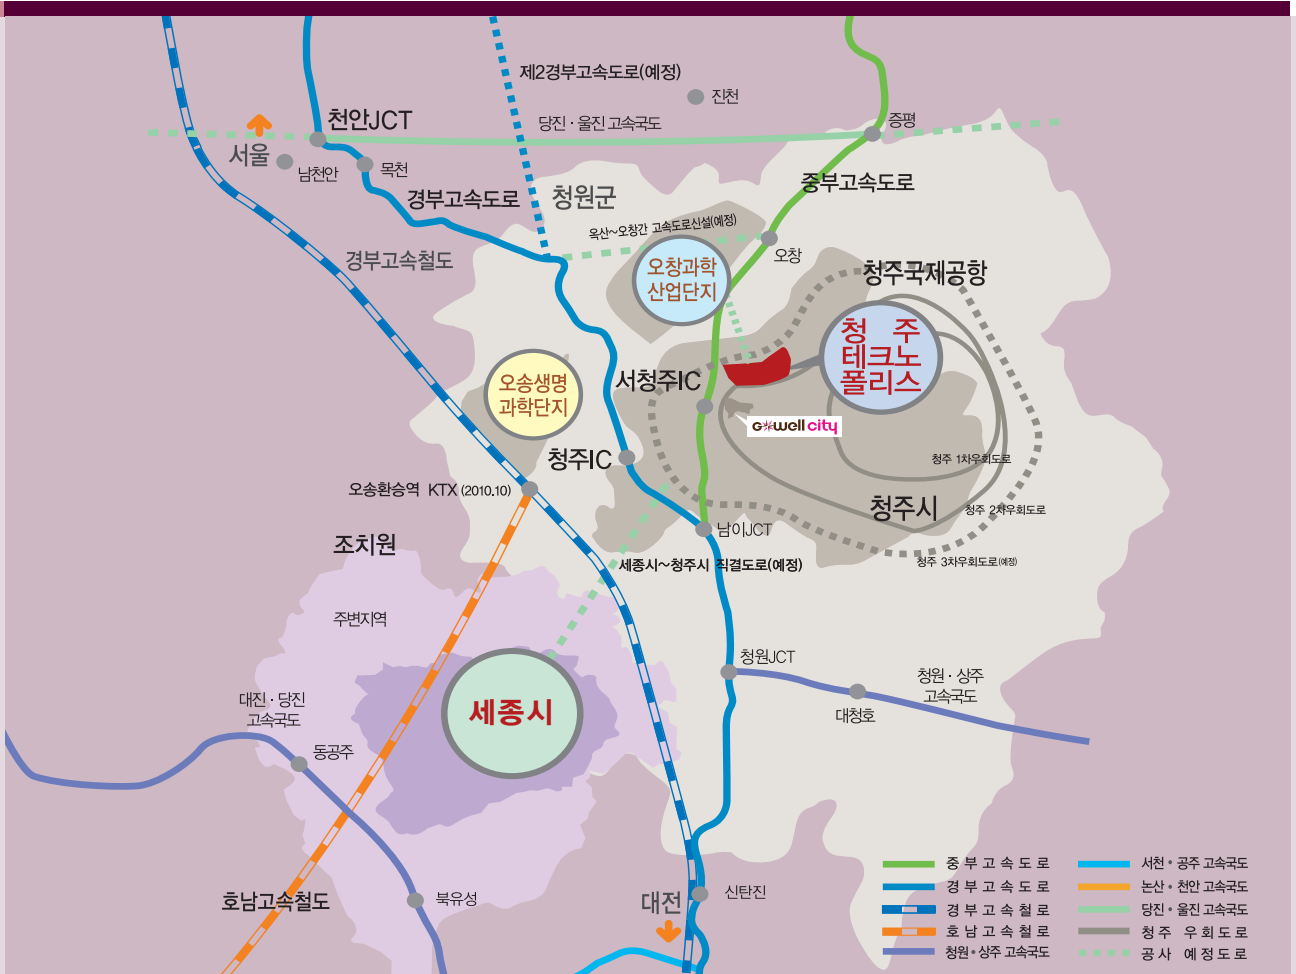 제2경부고속도로(예정)
진천
천안JCT
당진 · 울진 고속국도
증평
서울
남천안
목천
중부고속도로
경부고속도로
청원군
옥산~오창간 고속도로신설(예정)
경부고속철도
오창
오창과학
산업단지
청주국제공항
청 주
테크노
폴리스
오송생명
과학단지
서청주IC
Gowell city
청주IC
청주 1차우회도로
오송환승역 KTX (2010.10)
청주시
청주 2차우회도로
남이JCT
조치원
세종시~청주시 직결도로(예정)
청주 3차우회도로(예정)
주변지역
청원JCT
청원 · 상주
고속국도
대진 · 당진
고속국도
세종시
대청호
동공주
호남고속철도
북유성
대전
신탄진
중부고속도로
경부고속도로
경부고속철로
호남고속철로
청원 · 상주 고속국도
서천 · 공주 고속국도
논산 · 천안 고속국도
당진 · 울진 고속국도
청주 우회도로
공사 예정도로